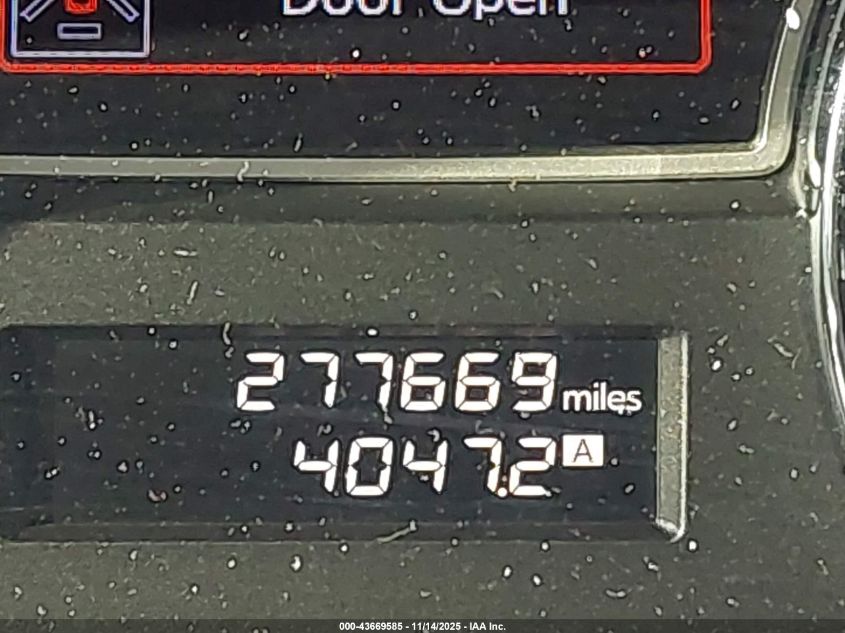 Door Open
277669 miles
4047.2 A
000-43669585 - 11/14/2025 - IAA Inc.